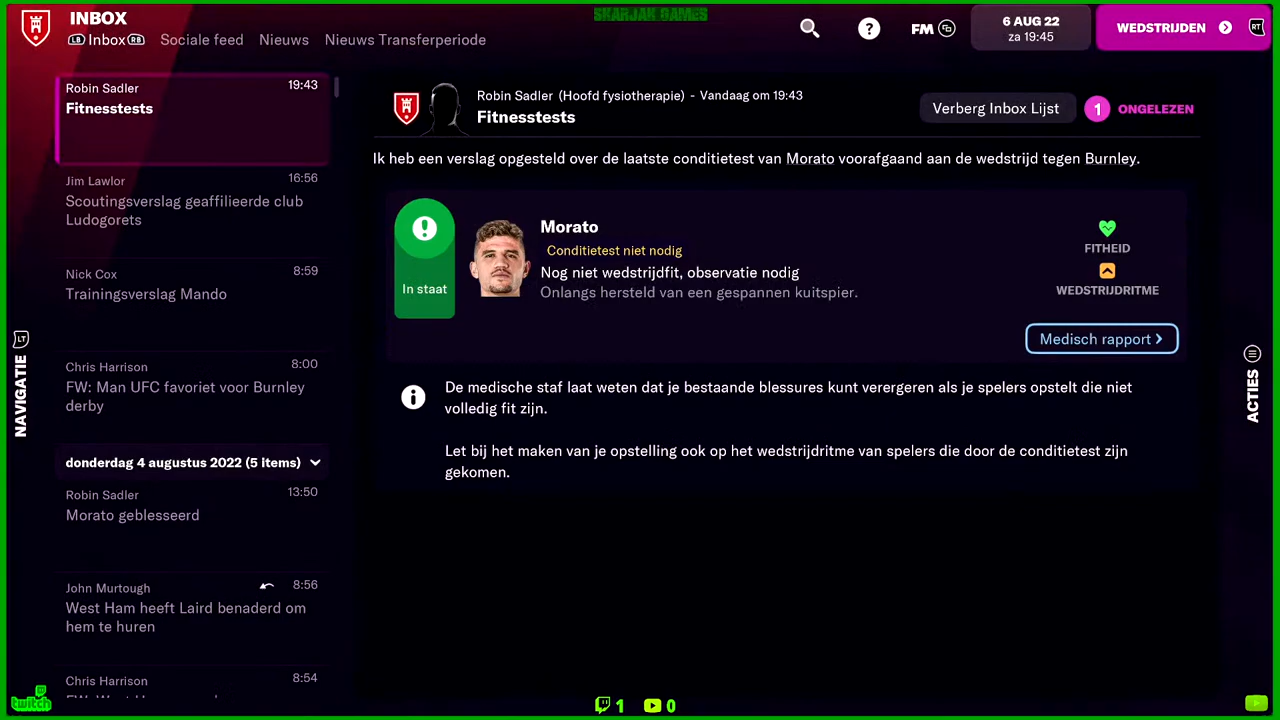 SKARJAK GAMES
INBOX
LB Inbox RB
Sociale feed
Nieuws
Nieuws Transferperiode
?
FM
6 AUG 22
za 19:45
WEDSTRIJDEN
RT
Robin Sadler
19:43
Fitnesstests
Jim Lawlor
16:56
Scoutingsverslag geaffilieerde club
Ludogorets
Nick Cox
8:59
Trainingsverslag Mando
Chris Harrison
8:00
FW: Man UFC favoriet voor Burnley
derby
donderdag 4 augustus 2022 (5 items)
Robin Sadler
13:50
Morato geblesseerd
John Murtough
8:56
West Ham heeft Laird benaderd om
hem te huren
Chris Harrison
8:54
LT
NAVIGATIE
Robin Sadler (Hoofd fysiotherapie) - Vandaag om 19:43
Fitnesstests
Verberg Inbox Lijst
1 ONGELEZEN
Ik heb een verslag opgesteld over de laatste conditietest van Morato voorafgaand aan de wedstrijd tegen Burnley.
In staat
Morato
Conditietest niet nodig
Nog niet wedstrijdfit, observatie nodig
Onlangs hersteld van een gespannen kuitspier.
FITHEID
WEDSTRIJDRITME
Medisch rapport
De medische staf laat weten dat je bestaande blessures kunt verergeren als je spelers opstelt die niet
volledig fit zijn.
Let bij het maken van je opstelling ook op het wedstrijdritme van spelers die door de conditietest zijn
gekomen.
ACTIES
twitch
1
0